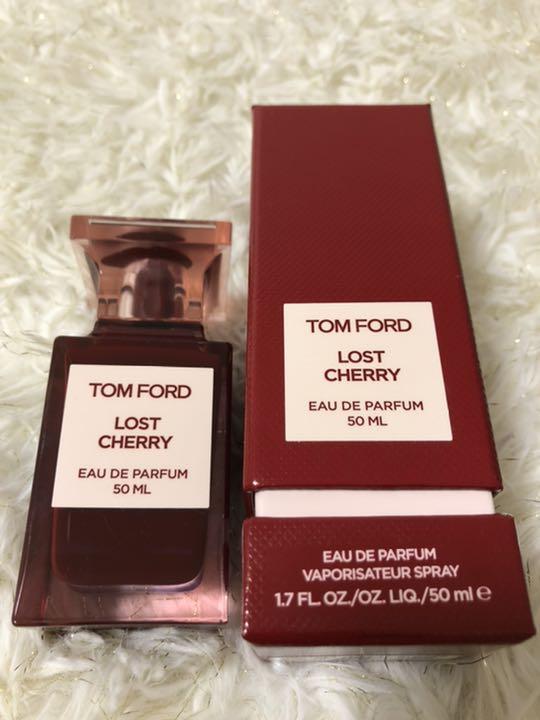 TOM FORD
LOST
CHERRY
EAU DE PARFUM
50 ML
TOM FORD
LOST
CHERRY
EAU DE PARFUM
50 ML
EAU DE PARFUM
VAPORISATEUR SPRAY
1.7 FL. OZ./OZ. LIQ./50 ml ℮